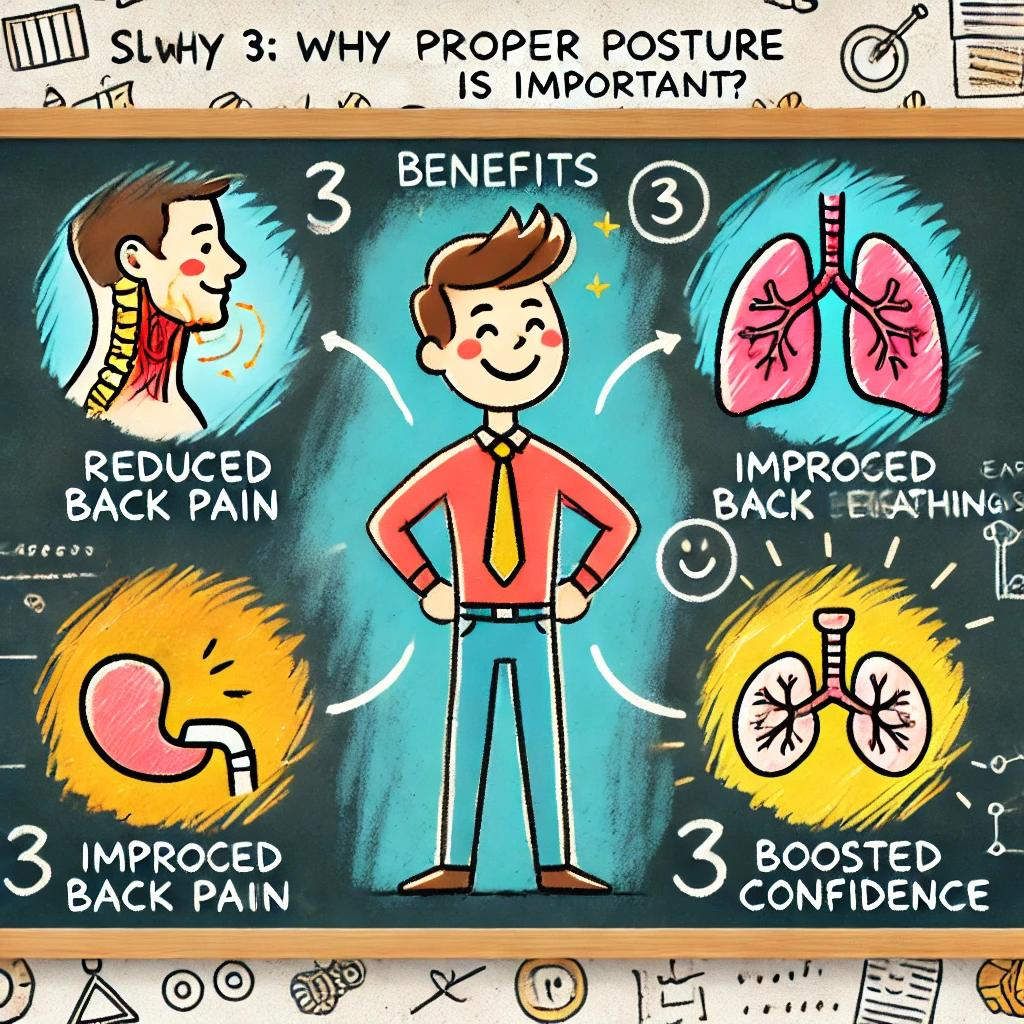 SLWHY 3: WHY PROPER POSTURE
IS IMPORTANT?
3 BENEFITS 3
REDUCED
BACK PAIN
IMPROCED
BACK
3 IMPROCED
BACK PAIN
3 BOOSTED
CONFIDENCE